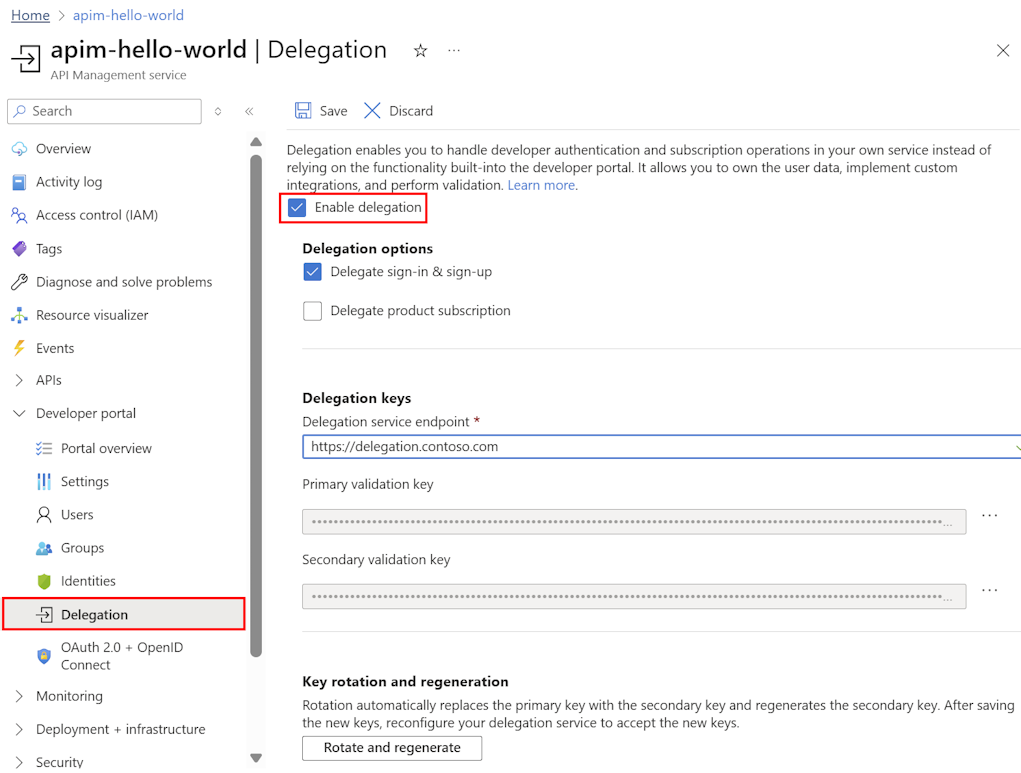 Home > apim-hello-world
apim-hello-world | Delegation
API Management service
Search
Overview
Activity log
Access control (IAM)
Tags
Diagnose and solve problems
Resource visualizer
Events
APIs
Developer portal
Portal overview
Settings
Users
Groups
Identities
Delegation
OAuth 2.0 + OpenID
Connect
Monitoring
Deployment + infrastructure
Security
Save
Discard
Delegation enables you to handle developer authentication and subscription operations in your own service instead of
relying on the functionality built-into the developer portal. It allows you to own the user data, implement custom
integrations, and perform validation. Learn more.
Enable delegation
Delegation options
Delegate sign-in & sign-up
Delegate product subscription
Delegation keys
Delegation service endpoint *
https://delegation.contoso.com
Primary validation key
Secondary validation key
Key rotation and regeneration
Rotation automatically replaces the primary key with the secondary key and regenerates the secondary key. After saving
the new keys, reconfigure your delegation service to accept the new keys.
Rotate and regenerate